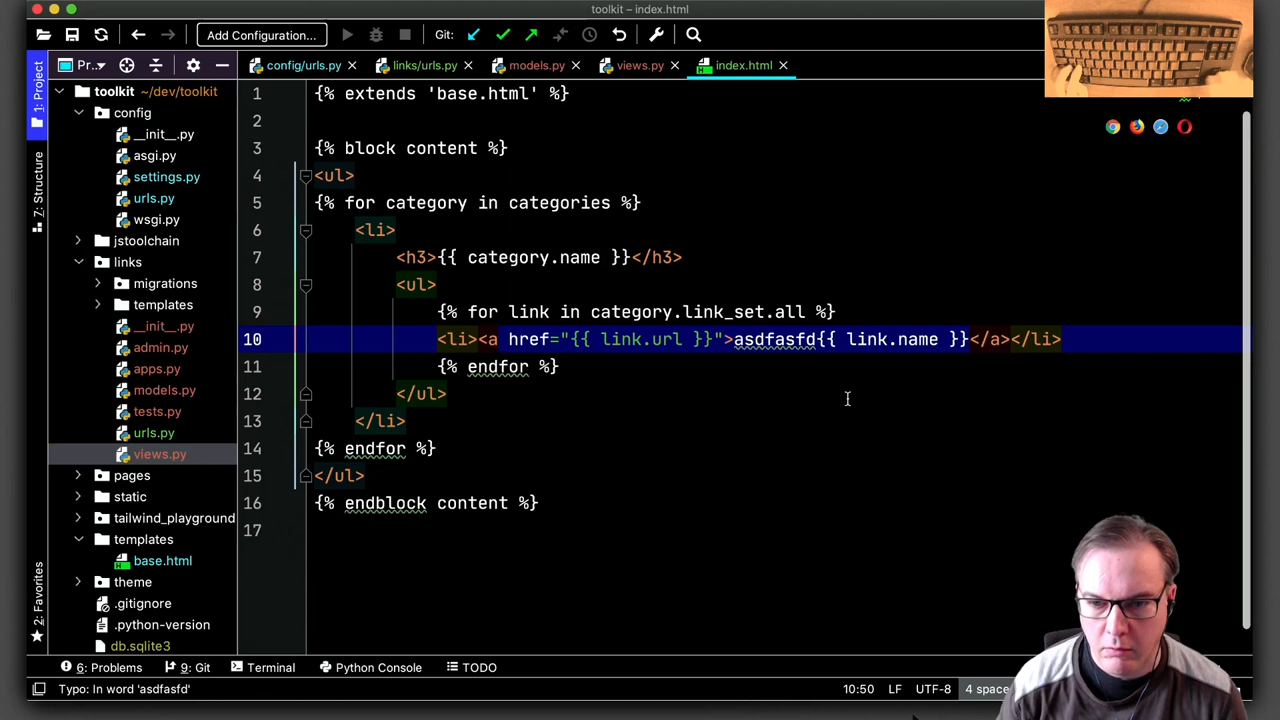 toolkit – index.html
Add Configuration...
Git:
Pr...
config/urls.py
links/urls.py
models.py
views.py
index.html
1: Project
Z: Structure
2: Favorites
toolkit ~/dev/toolkit
config
__init__.py
asgi.py
settings.py
urls.py
wsgi.py
jstoolchain
links
migrations
templates
__init__.py
admin.py
apps.py
models.py
tests.py
urls.py
views.py
pages
static
tailwind_playground
templates
base.html
theme
.gitignore
.python-version
db.sqlite3
1 {% extends 'base.html' %}
2
3 {% block content %}
4 <ul>
5 {% for category in categories %}
6 <li>
7 <h3>{{ category.name }}</h3>
8 <ul>
9 {% for link in category.link_set.all %}
10 <li><a href="{{ link.url }}">asdfasfd{{ link.name }}</a></li>
11 {% endfor %}
12 </ul>
13 </li>
14 {% endfor %}
15 </ul>
16 {% endblock content %}
17
6: Problems
9: Git
Terminal
Python Console
TODO
Typo: In word 'asdfasfd'
10:50
LF
UTF-8
4 space